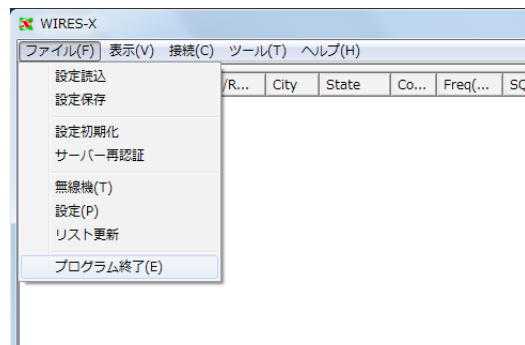 WIRES-X
ファイル(F) 表示(V) 接続(C) ツール(T) ヘルプ(H)
/R... City State Co... Freq(... SQ
設定読込
設定保存
設定初期化
サーバー再認証
無線機(T)
設定(P)
リスト更新
プログラム終了(E)